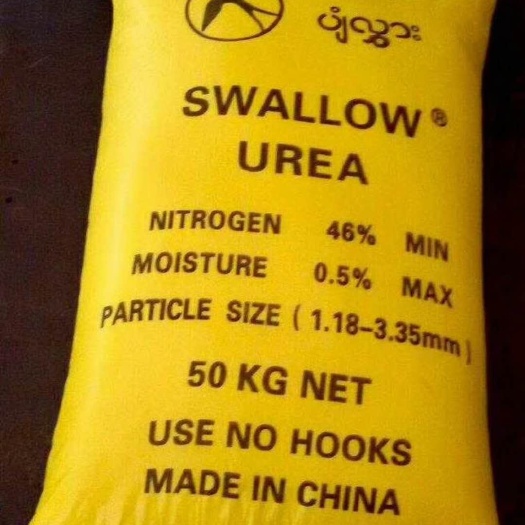 ပျံလွှား
SWALLOW®
UREA
NITROGEN 46% MIN
MOISTURE 0.5% MAX
PARTICLE SIZE ( 1.18–3.35mm )
50 KG NET
USE NO HOOKS
MADE IN CHINA